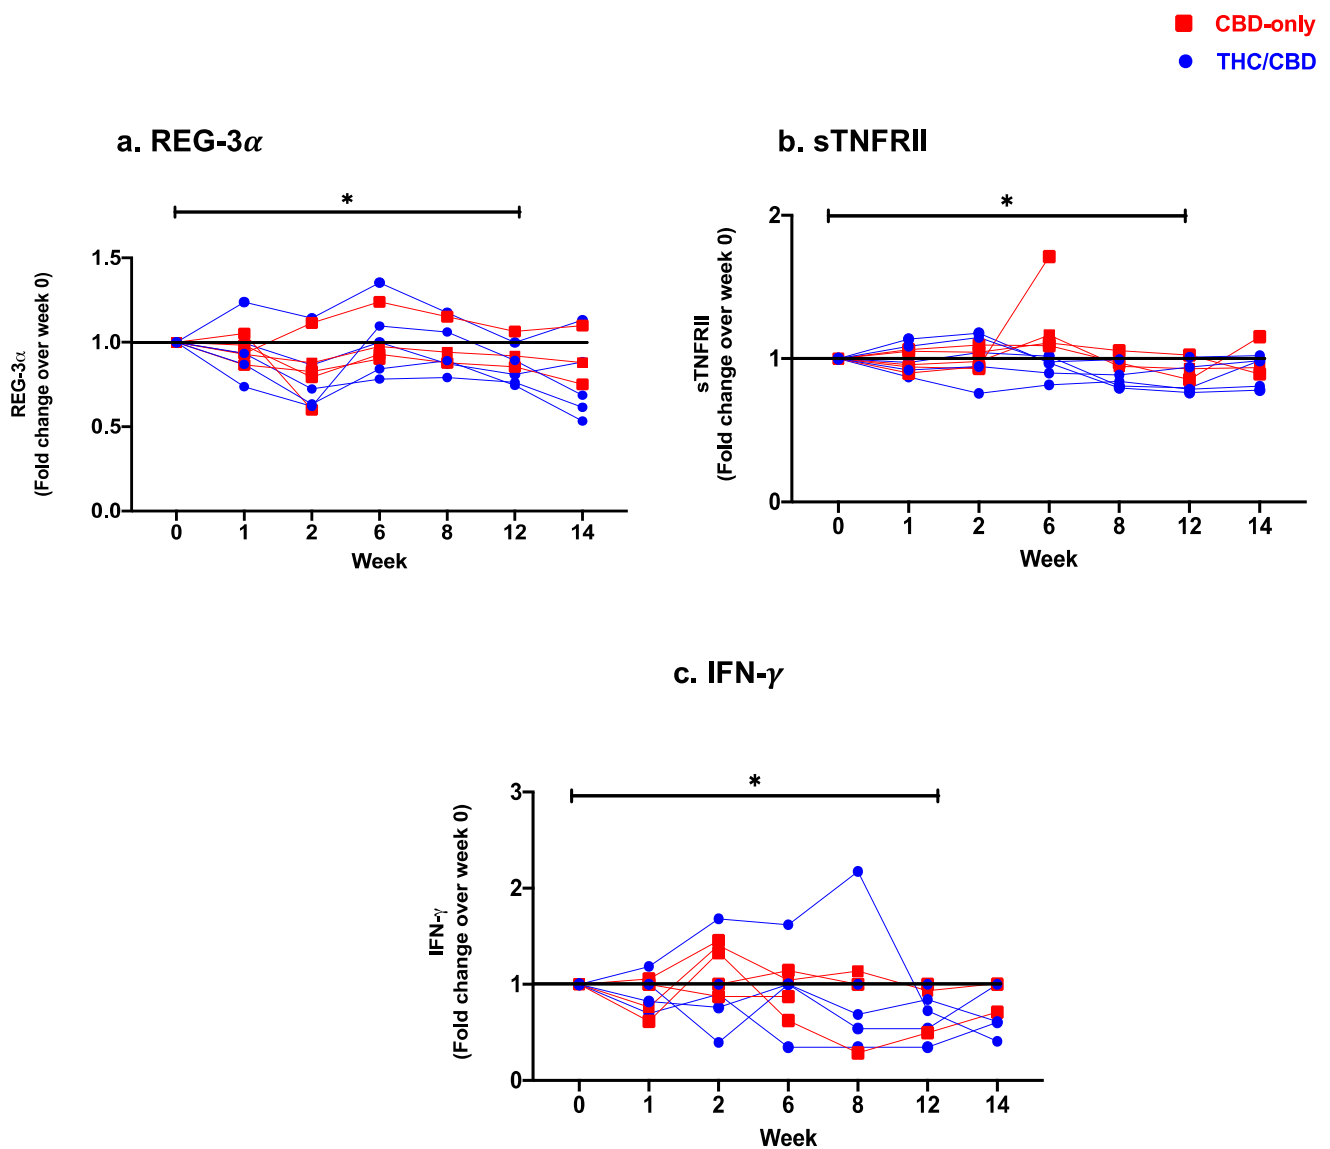 CBD-only
THC/CBD
a. REG-3α
b. sTNFRII
*
*
REG-3α
(Fold change over week 0)
1.5
1.0
0.5
0.0
0 1 2 6 8 12 14
Week
sTNFRII
(Fold change over week 0)
2
1
0
0 1 2 6 8 12 14
Week
c. IFN-γ
*
IFN-γ
(Fold change over week 0)
3
2
1
0
0 1 2 6 8 12 14
Week